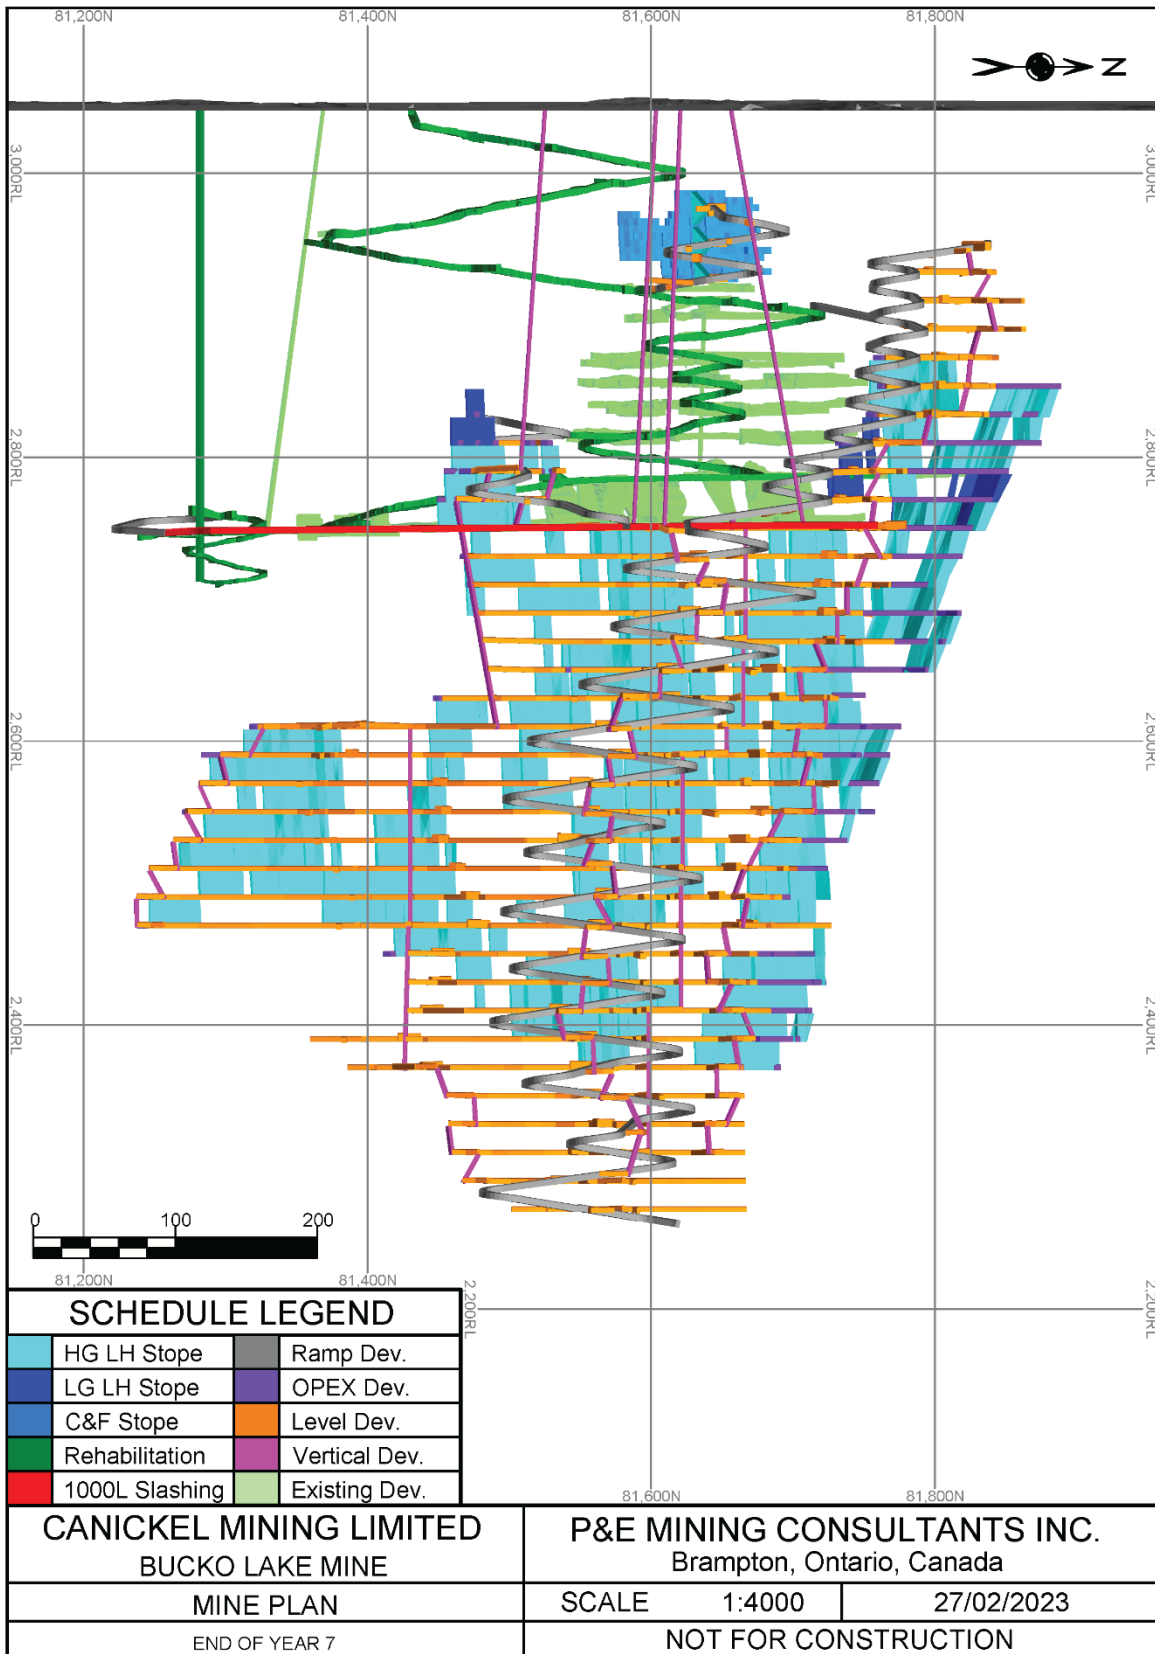 81,200N 81,400N 81,600N 81,800N
N
3,000RL 3,000RL
2,800RL 2,800RL
2,600RL 2,600RL
2,400RL 2,400RL
0 100 200
81,200N 81,400N
2,200RL 2,200RL
SCHEDULE LEGEND
HG LH Stope Ramp Dev.
LG LH Stope OPEX Dev.
C&F Stope Level Dev.
Rehabilitation Vertical Dev.
1000L Slashing Existing Dev.
81,600N 81,800N
CANICKEL MINING LIMITED
BUCKO LAKE MINE
P&E MINING CONSULTANTS INC.
Brampton, Ontario, Canada
MINE PLAN
SCALE 1:4000 27/02/2023
END OF YEAR 7
NOT FOR CONSTRUCTION